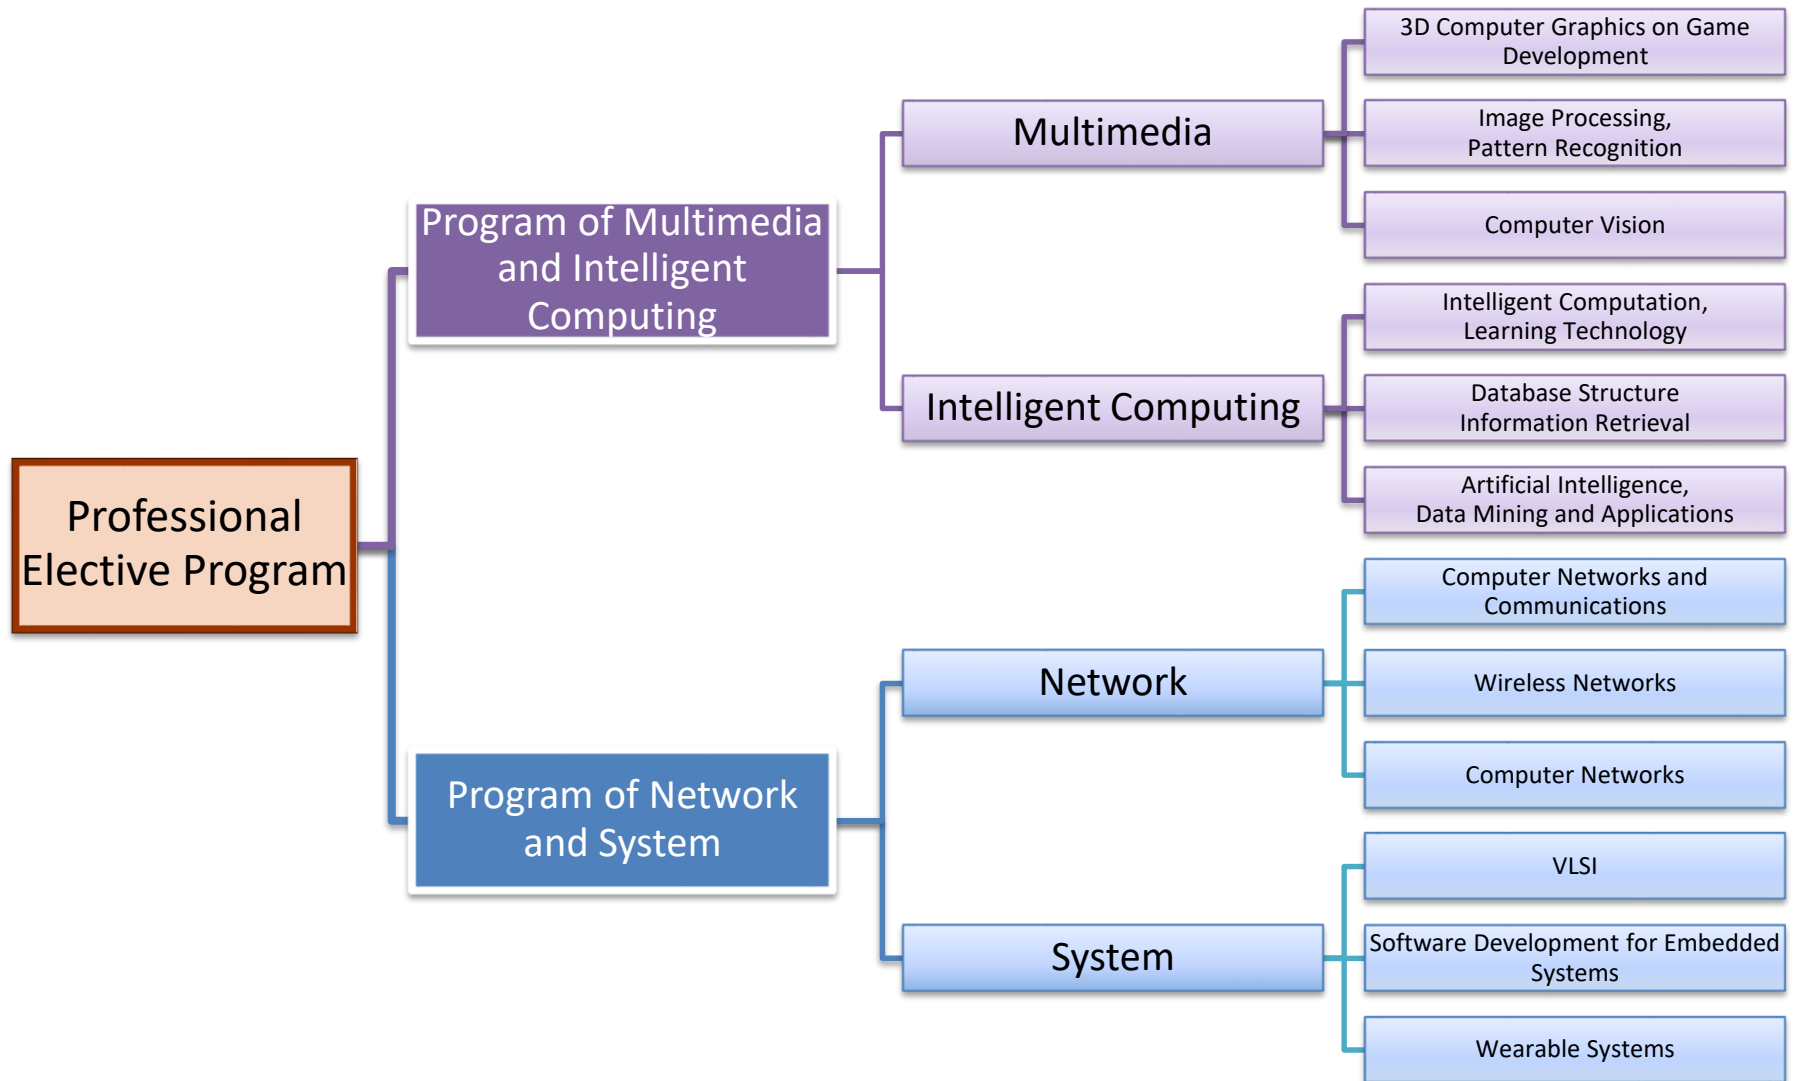 Professional
Elective Program
Program of Multimedia
and Intelligent
Computing
Multimedia
3D Computer Graphics on Game
Development
Image Processing,
Pattern Recognition
Computer Vision
Intelligent Computing
Intelligent Computation,
Learning Technology
Database Structure
Information Retrieval
Artificial Intelligence,
Data Mining and Applications
Program of Network
and System
Network
Computer Networks and
Communications
Wireless Networks
Computer Networks
System
VLSI
Software Development for Embedded
Systems
Wearable Systems